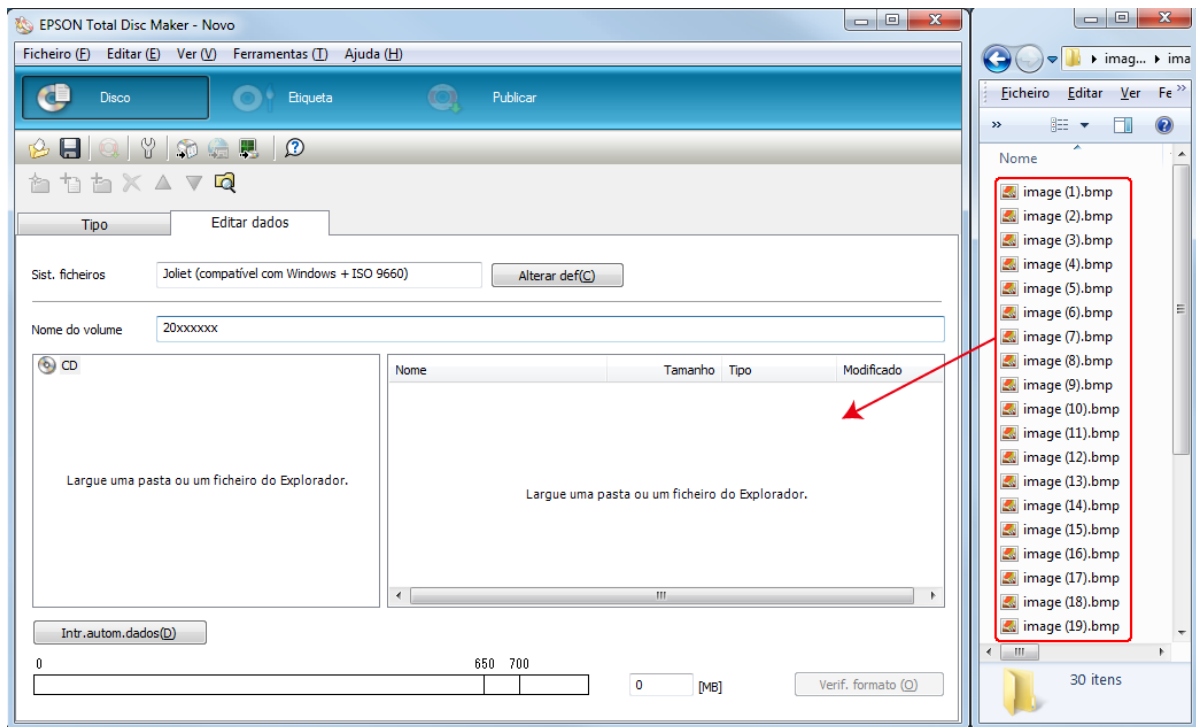 EPSON Total Disc Maker - Novo
Ficheiro (F) Editar (E) Ver (V) Ferramentas (T) Ajuda (H)
Disco Etiqueta Publicar
Tipo Editar dados
Sist. ficheiros Joliet (compatível com Windows + ISO 9660) Alterar def(C)
Nome do volume 20xxxxxx
CD
Largue uma pasta ou um ficheiro do Explorador.
Nome Tamanho Tipo Modificado
Largue uma pasta ou um ficheiro do Explorador.
Intr.autom.dados(D)
0 650 700
0 [MB] Verif. formato (O)
imag... ima
Ficheiro Editar Ver Fe »
»
Nome
image (1).bmp
image (2).bmp
image (3).bmp
image (4).bmp
image (5).bmp
image (6).bmp
image (7).bmp
image (8).bmp
image (9).bmp
image (10).bmp
image (11).bmp
image (12).bmp
image (13).bmp
image (14).bmp
image (15).bmp
image (16).bmp
image (17).bmp
image (18).bmp
image (19).bmp
30 itens